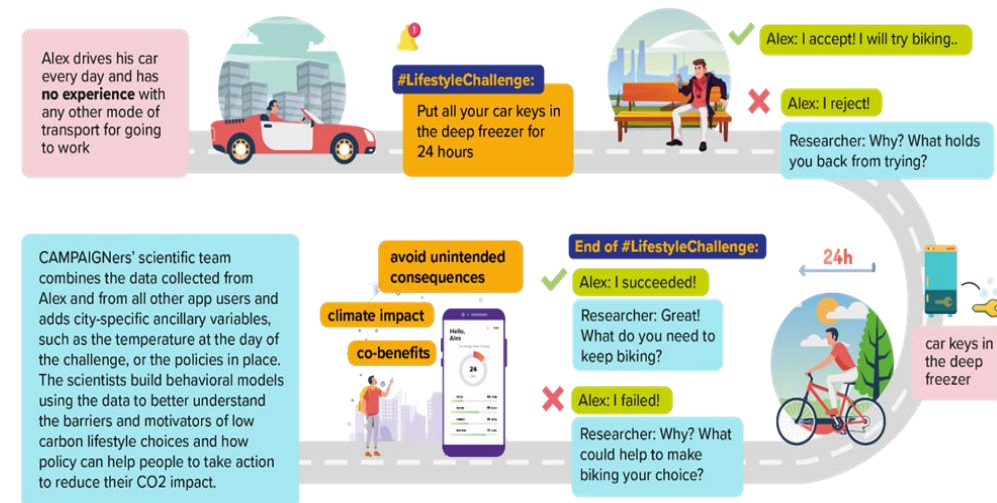 Alex drives his car
every day and has
no experience with
any other mode of
transport for going
to work
1
#LifestyleChallenge:
Put all your car keys in
the deep freezer for
24 hours
Alex: I accept! I will try biking..
Alex: I reject!
Researcher: Why? What holds
you back from trying?
24h
car keys in
the deep
freezer
End of #LifestyleChallenge:
Alex: I succeeded!
Researcher: Great!
What do you need to
keep biking?
Alex: I failed!
Researcher: Why? What
could help to make
biking your choice?
avoid unintended
consequences
climate impact
co-benefits
Hello,
Alex
24
CAMPAIGNers’ scientific team
combines the data collected from
Alex and from all other app users and
adds city-specific ancillary variables,
such as the temperature at the day of
the challenge, or the policies in place.
The scientists build behavioral models
using the data to better understand
the barriers and motivators of low
carbon lifestyle choices and how
policy can help people to take action
to reduce their CO2 impact.